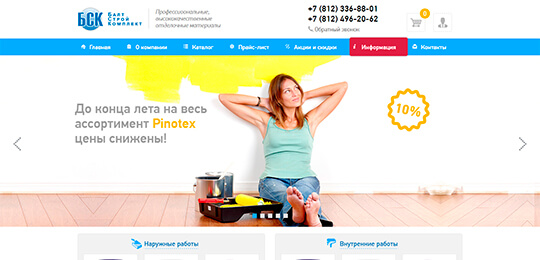 БСК
БАЛТ
СТРОЙ
КОМПЛЕКТ
Профессиональные,
высококачественные
отделочные материалы
+7 (812) 336-88-01
+7 (812) 496-20-62
Обратный звонок
0
Главная
О компании
Каталог
Прайс-лист
Акции и скидки
Информация
Контакты
До конца лета на весь
ассортимент Pinotex
цены снижены!
10%
Наружные работы
Внутренние работы